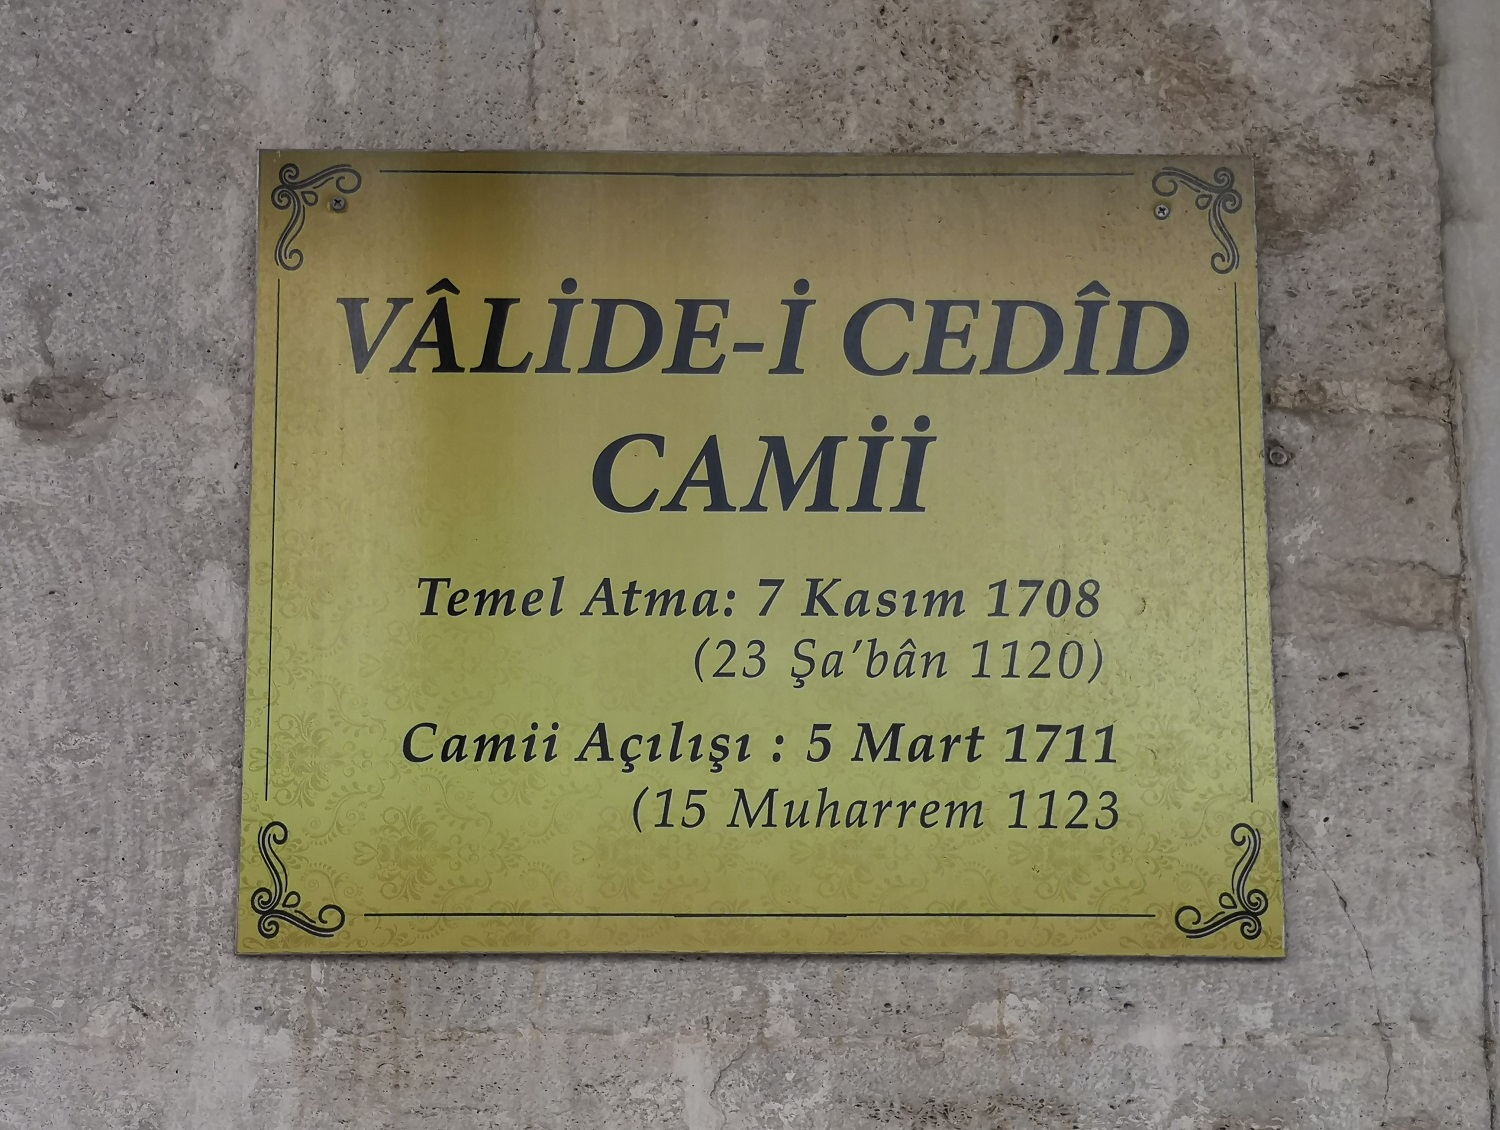 VÂLİDE-İ CEDÎD
CAMİİ
Temel Atma: 7 Kasım 1708
(23 Şa'bân 1120)
Camii Açılışı : 5 Mart 1711
(15 Muharrem 1123